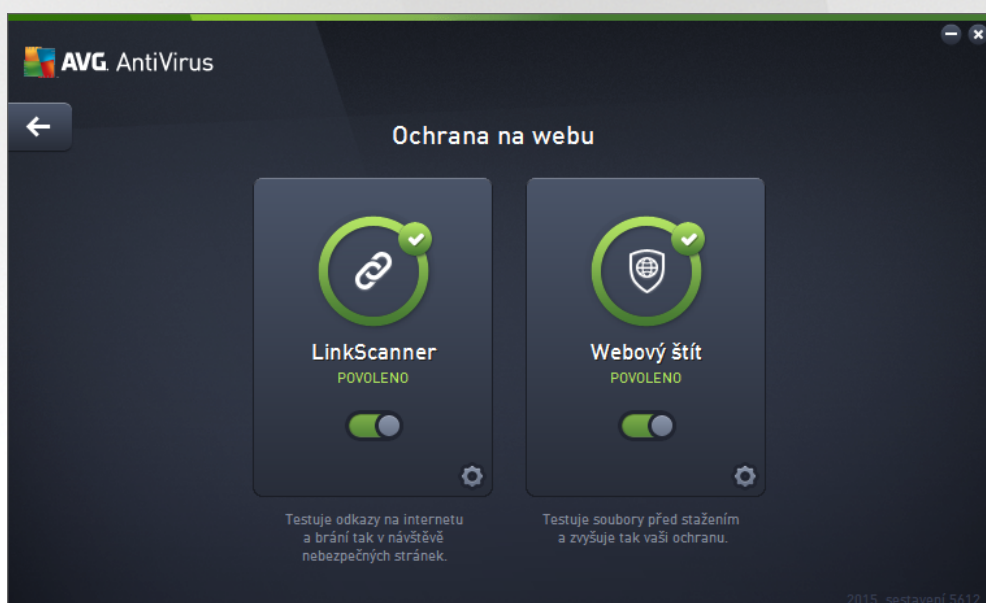 AVG. AntiVirus
Ochrana na webu
LinkScanner
POVOLENO
Testuje odkazy na internetu
a brání tak v návštěvě
nebezpečných stránek.
Webový štít
POVOLENO
Testuje soubory před stažením
a zvyšuje tak vaši ochranu.
2015, sestavení 5612